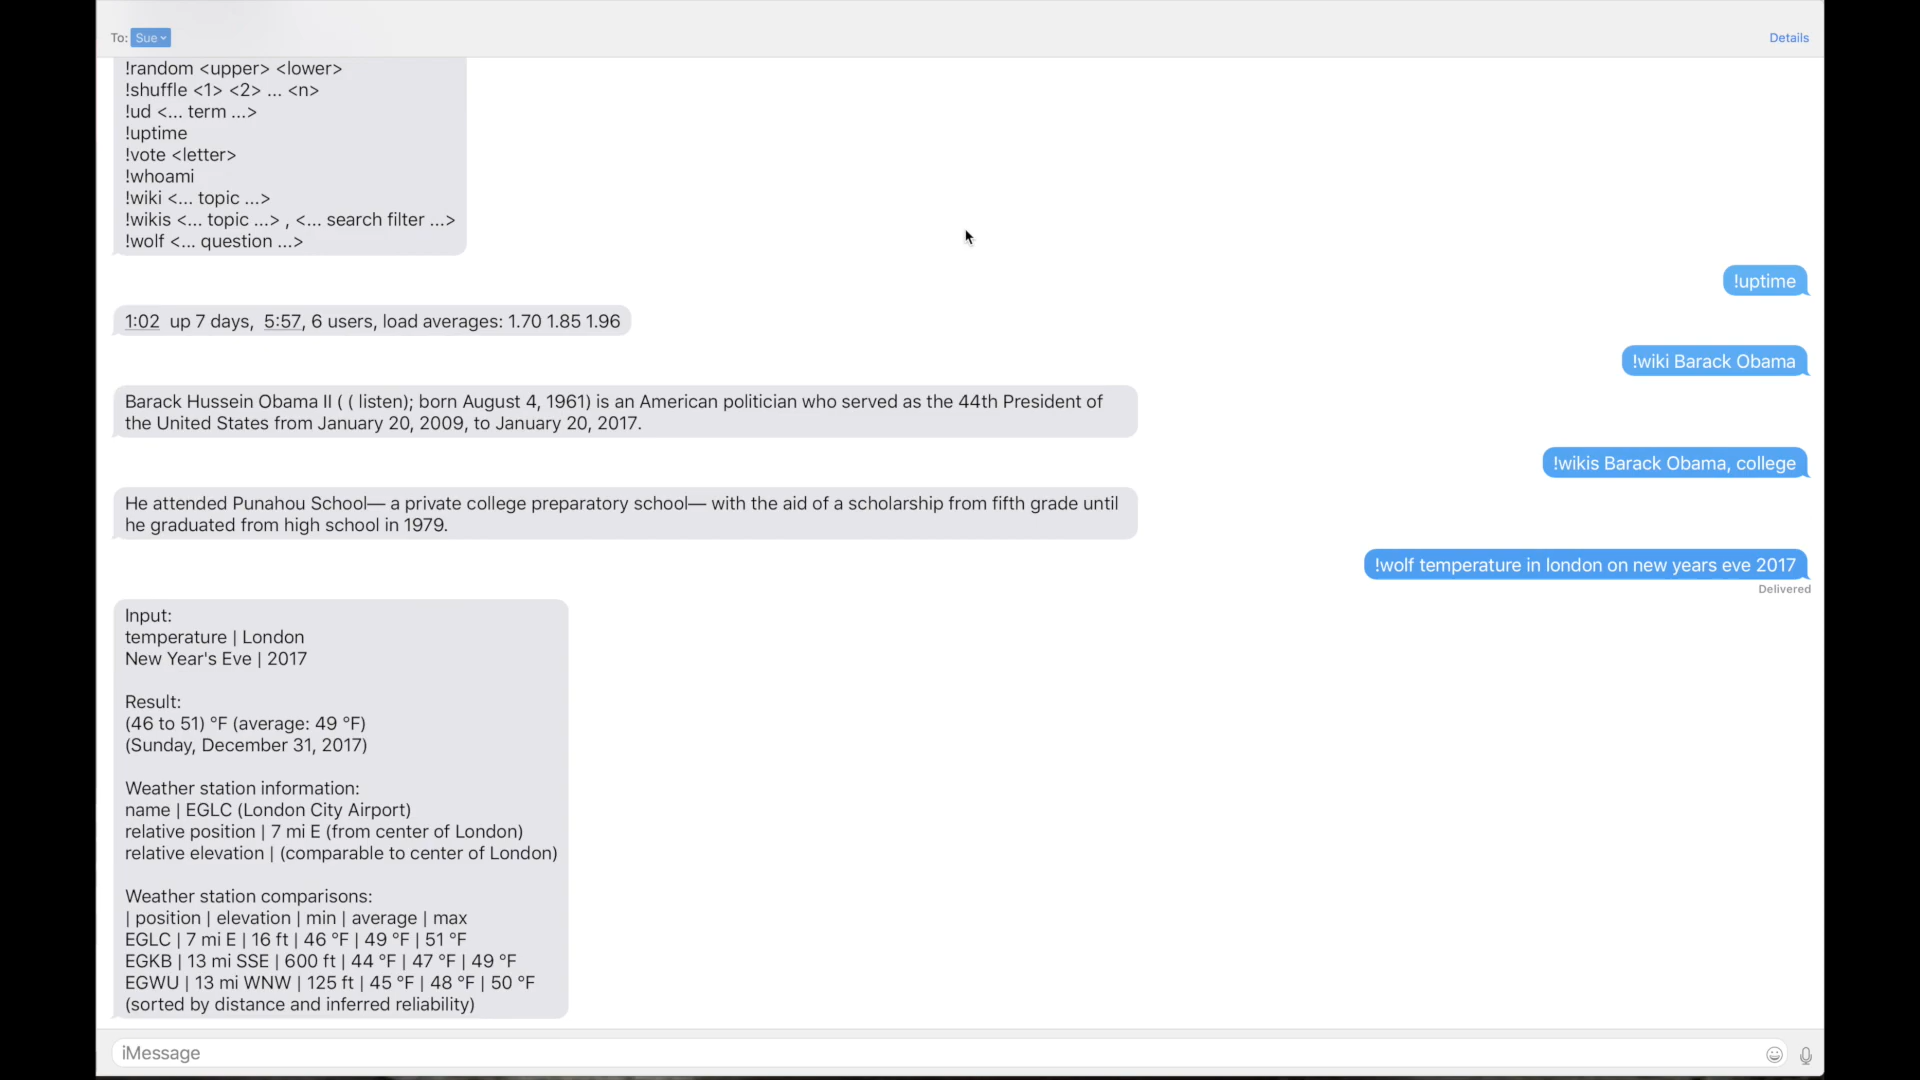 To: Sue
Details
!random <upper> <lower>
!shuffle <1> <2> ... <n>
!ud <... term ...>
!uptime
!vote <letter>
!whoami
!wiki <... topic ...>
!wikis <... topic ...> , <... search filter ...>
!wolf <... question ...>
!uptime
1:02  up 7 days,  5:57, 6 users, load averages: 1.70 1.85 1.96
!wiki Barack Obama
Barack Hussein Obama II ( ( listen); born August 4, 1961) is an American politician who served as the 44th President of
the United States from January 20, 2009, to January 20, 2017.
!wikis Barack Obama, college
He attended Punahou School— a private college preparatory school— with the aid of a scholarship from fifth grade until
he graduated from high school in 1979.
!wolf temperature in london on new years eve 2017
Delivered
Input:
temperature | London
New Year's Eve | 2017
Result:
(46 to 51) °F (average: 49 °F)
(Sunday, December 31, 2017)
Weather station information:
name | EGLC (London City Airport)
relative position | 7 mi E (from center of London)
relative elevation | (comparable to center of London)
Weather station comparisons:
| position | elevation | min | average | max
EGLC | 7 mi E | 16 ft | 46 °F | 49 °F | 51 °F
EGKB | 13 mi SSE | 600 ft | 44 °F | 47 °F | 49 °F
EGWU | 13 mi WNW | 125 ft | 45 °F | 48 °F | 50 °F
(sorted by distance and inferred reliability)
iMessage